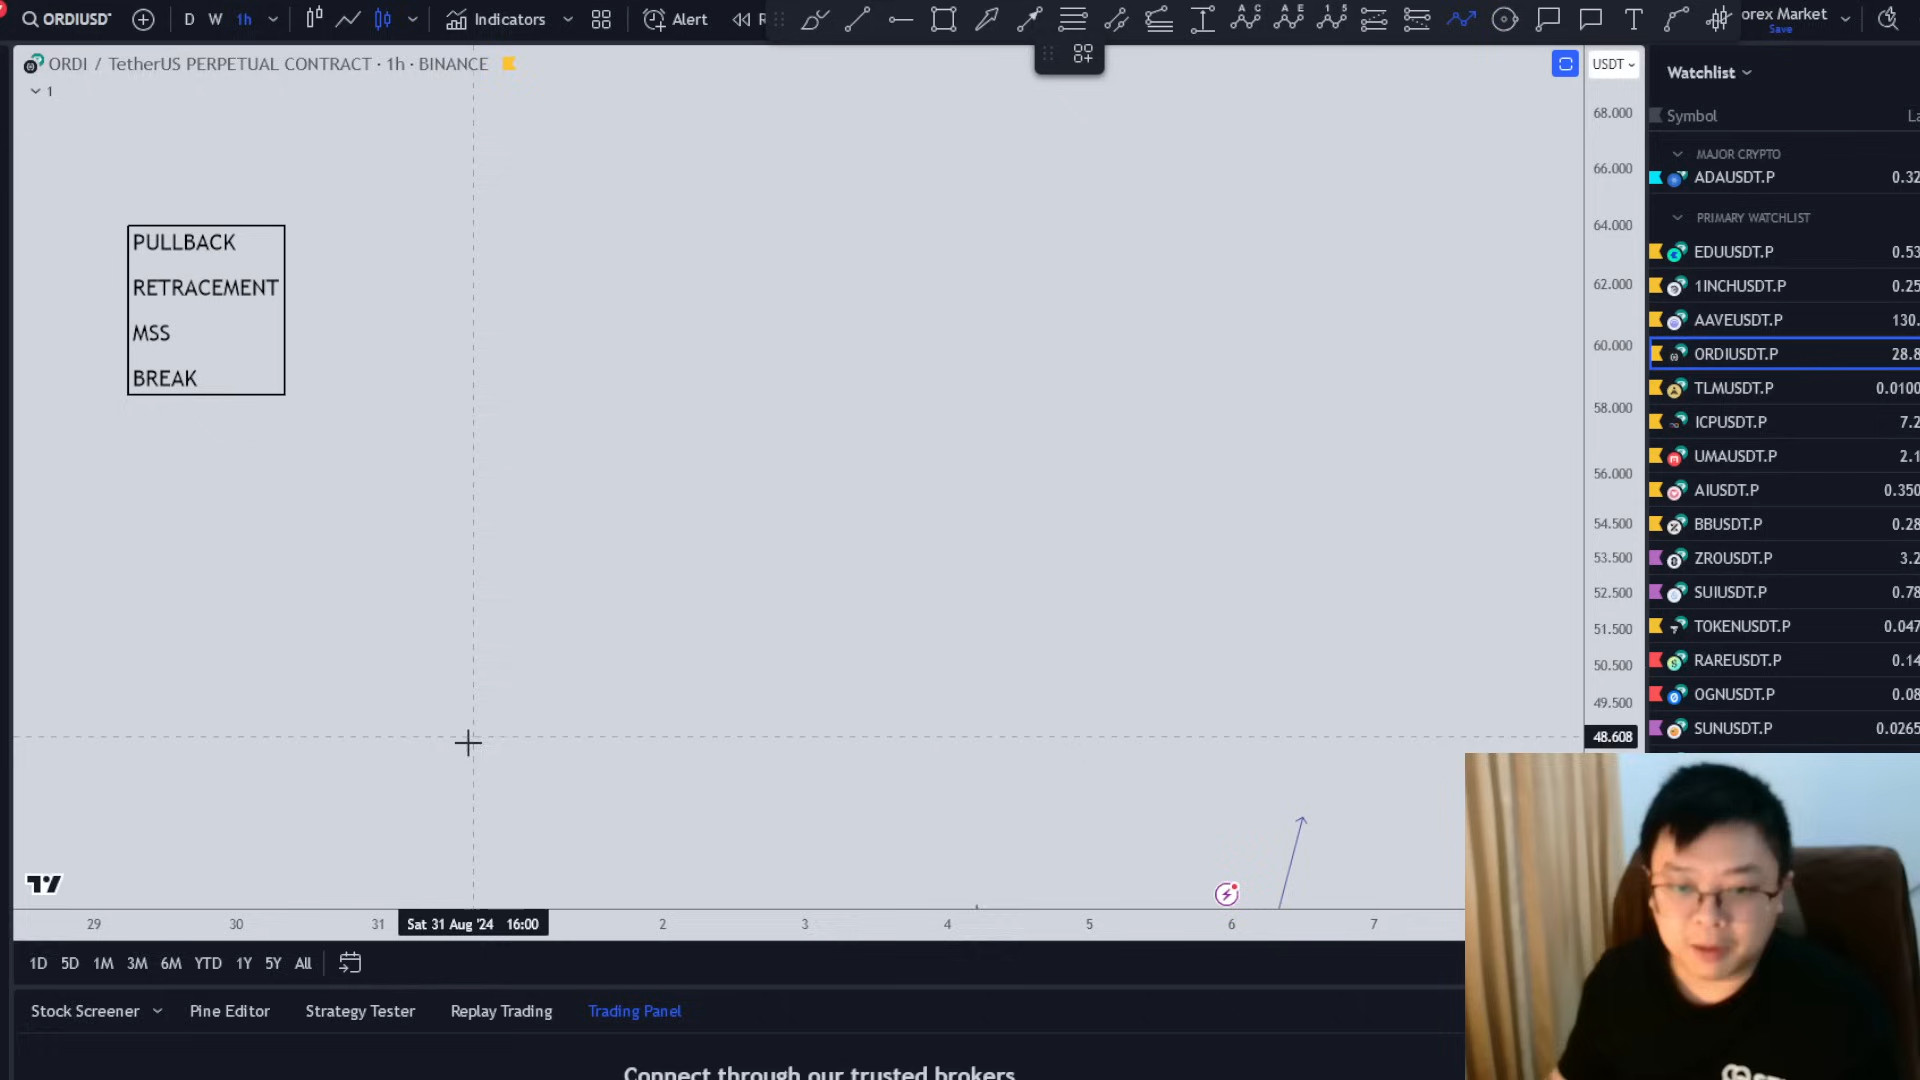 ORDIUSD
D W 1h
Indicators
Alert
orex Market
Save
ORDI / TetherUS PERPETUAL CONTRACT · 1h · BINANCE
1
USDT
PULLBACK
RETRACEMENT
MSS
BREAK
68.000
66.000
64.000
62.000
60.000
58.000
56.000
54.500
53.500
52.500
51.500
50.500
49.500
48.608
29
30
31
Sat 31 Aug '24 16:00
2
3
4
5
6
7
Watchlist
Symbol
La
MAJOR CRYPTO
ADAUSDT.P 0.32
PRIMARY WATCHLIST
EDUUSDT.P 0.53
1INCHUSDT.P 0.25
AAVEUSDT.P 130.
ORDIUSDT.P 28.8
TLMUSDT.P 0.0100
ICPUSDT.P 7.2
UMAUSDT.P 2.1
AIUSDT.P 0.350
BBUSDT.P 0.28
ZROUSDT.P 3.2
SUIUSDT.P 0.78
TOKENUSDT.P 0.047
RAREUSDT.P 0.14
OGNUSDT.P 0.08
SUNUSDT.P 0.0265
1D 5D 1M 3M 6M YTD 1Y 5Y All
Stock Screener
Pine Editor
Strategy Tester
Replay Trading
Trading Panel
Connect through our trusted brokers